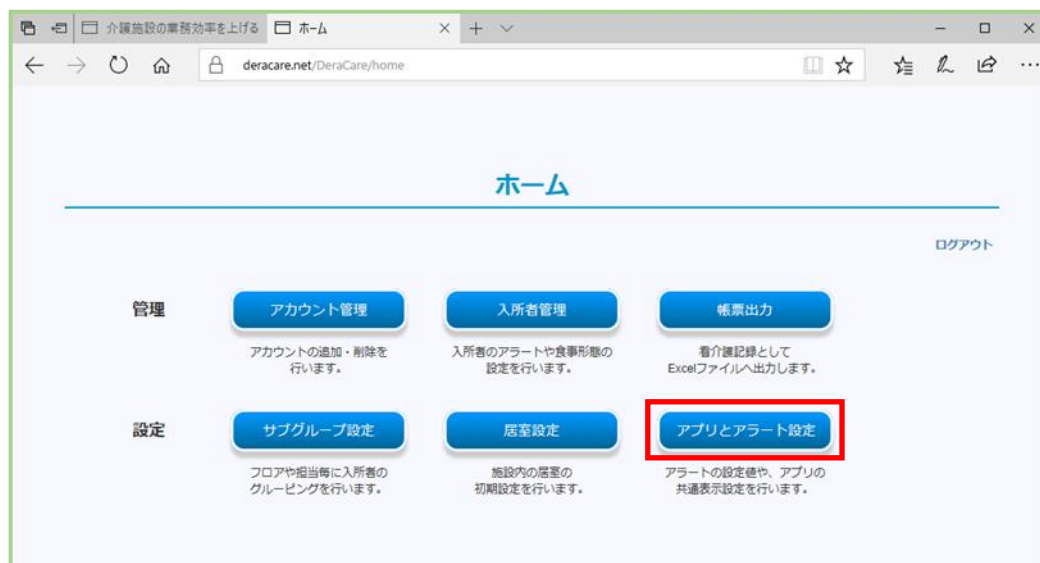 介護施設の業務効率を上げる
ホーム
deracare.net/DeraCare/home
ホーム
ログアウト
管理
アカウント管理
入所者管理
帳票出力
アカウントの追加・削除を
行います。
入所者のアラートや食事形態の
設定を行います。
看介護記録として
Excelファイルへ出力します。
設定
サブグループ設定
居室設定
アプリとアラート設定
フロアや担当毎に入所者の
グルーピングを行います。
施設内の居室の
初期設定を行います。
アラートの設定値や、アプリの
共通表示設定を行います。